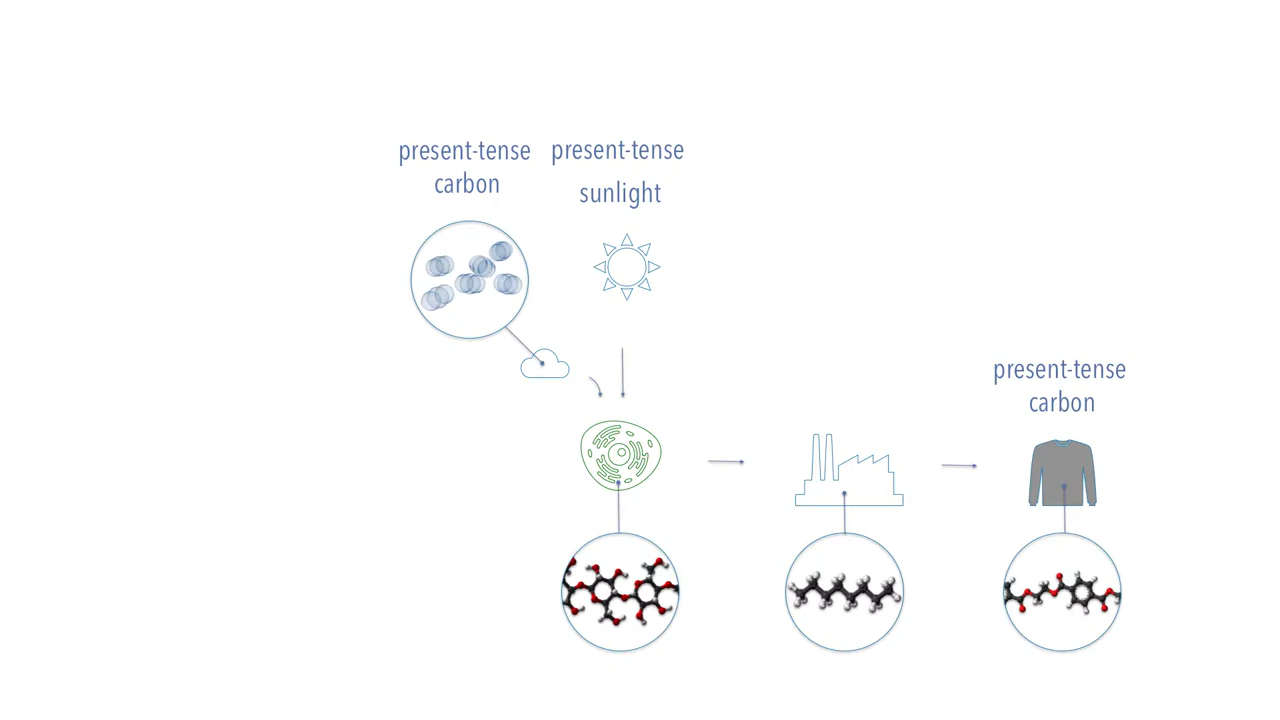 present-tense
carbon
present-tense
sunlight
present-tense
carbon